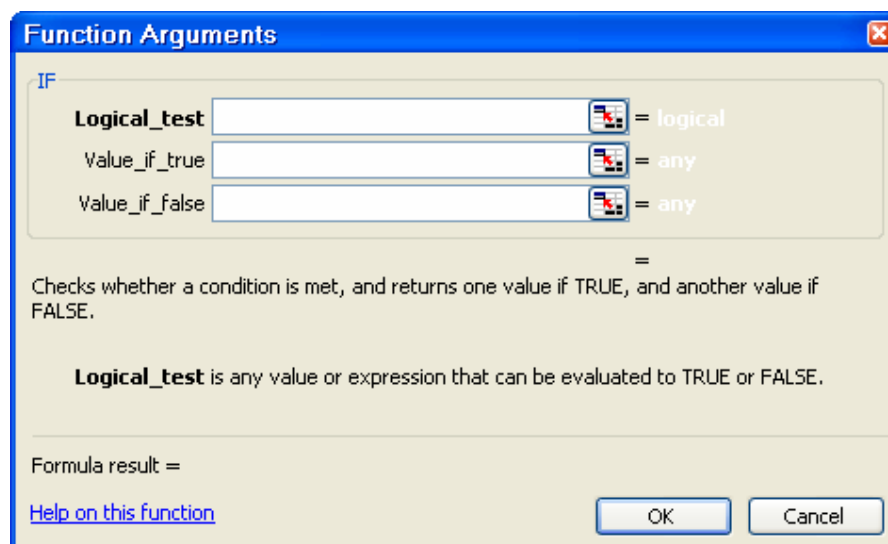 Function Arguments
IF
Logical_test = logical
Value_if_true = any
Value_if_false = any
=
Checks whether a condition is met, and returns one value if TRUE, and another value if
FALSE.
Logical_test is any value or expression that can be evaluated to TRUE or FALSE.
Formula result =
Help on this function OK Cancel